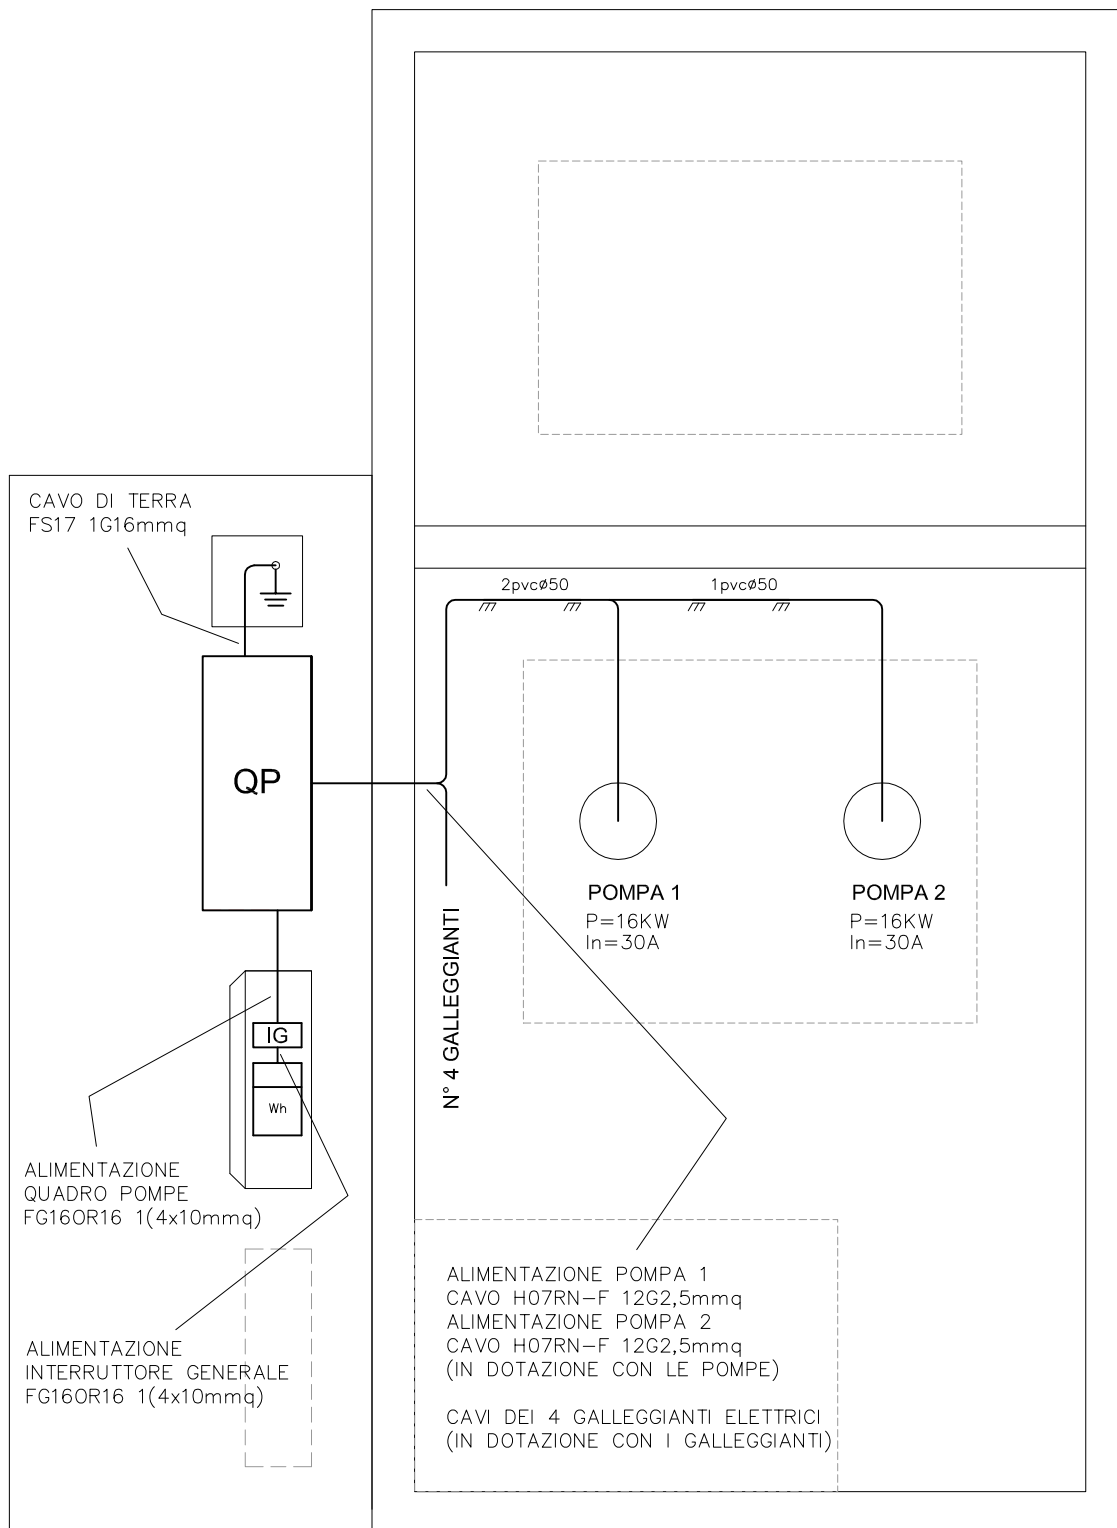 CAVO DI TERRA
FS17 1G16mmq
2pvcø50
1pvcø50
QP
POMPA 1
P=16KW
In=30A
POMPA 2
P=16KW
In=30A
N° 4 GALLEGGIANTI
IG
Wh
ALIMENTAZIONE
QUADRO POMPE
FG16OR16 1(4x10mmq)
ALIMENTAZIONE
INTERRUTTORE GENERALE
FG16OR16 1(4x10mmq)
ALIMENTAZIONE POMPA 1
CAVO H07RN-F 12G2,5mmq
ALIMENTAZIONE POMPA 2
CAVO H07RN-F 12G2,5mmq
(IN DOTAZIONE CON LE POMPE)
CAVI DEI 4 GALLEGGIANTI ELETTRICI
(IN DOTAZIONE CON I GALLEGGIANTI)